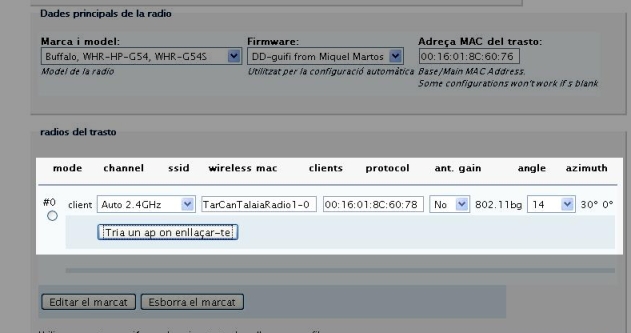 Dades principals de la radio
Marca i model: Firmware: Adreça MAC del trasto:
Buffalo, WHR-HP-G54, WHR-G54S DD-guifi from Miquel Martos 00:16:01:8C:60:76
Model de la radio Utilitzat per la configuració automàtica Base/Main MAC Address.
Some configurations won't work if s blank
radios del trasto
mode channel ssid wireless mac clients protocol ant. gain angle azimuth
#0 client Auto 2.4GHz TarCanTalaiaRadio1-0 00:16:01:8C:60:78 No 802.11bg 14 30° 0°
Tria un ap on enllaçar-te
Editar el marcat Esborra el marcat